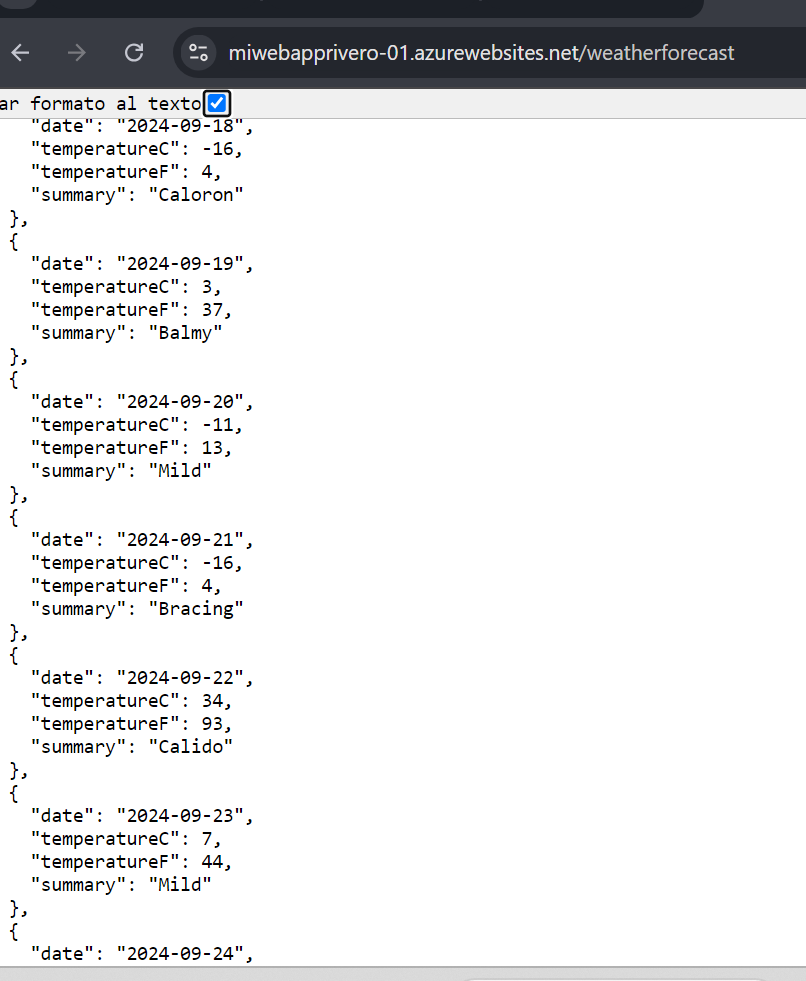 miwebapprivero-01.azurewebsites.net/weatherforecast
ar formato al texto
"date": "2024-09-18",
"temperatureC": -16,
"temperatureF": 4,
"summary": "Caloron"
},
{
"date": "2024-09-19",
"temperatureC": 3,
"temperatureF": 37,
"summary": "Balmy"
},
{
"date": "2024-09-20",
"temperatureC": -11,
"temperatureF": 13,
"summary": "Mild"
},
{
"date": "2024-09-21",
"temperatureC": -16,
"temperatureF": 4,
"summary": "Bracing"
},
{
"date": "2024-09-22",
"temperatureC": 34,
"temperatureF": 93,
"summary": "Calido"
},
{
"date": "2024-09-23",
"temperatureC": 7,
"temperatureF": 44,
"summary": "Mild"
},
{
"date": "2024-09-24",